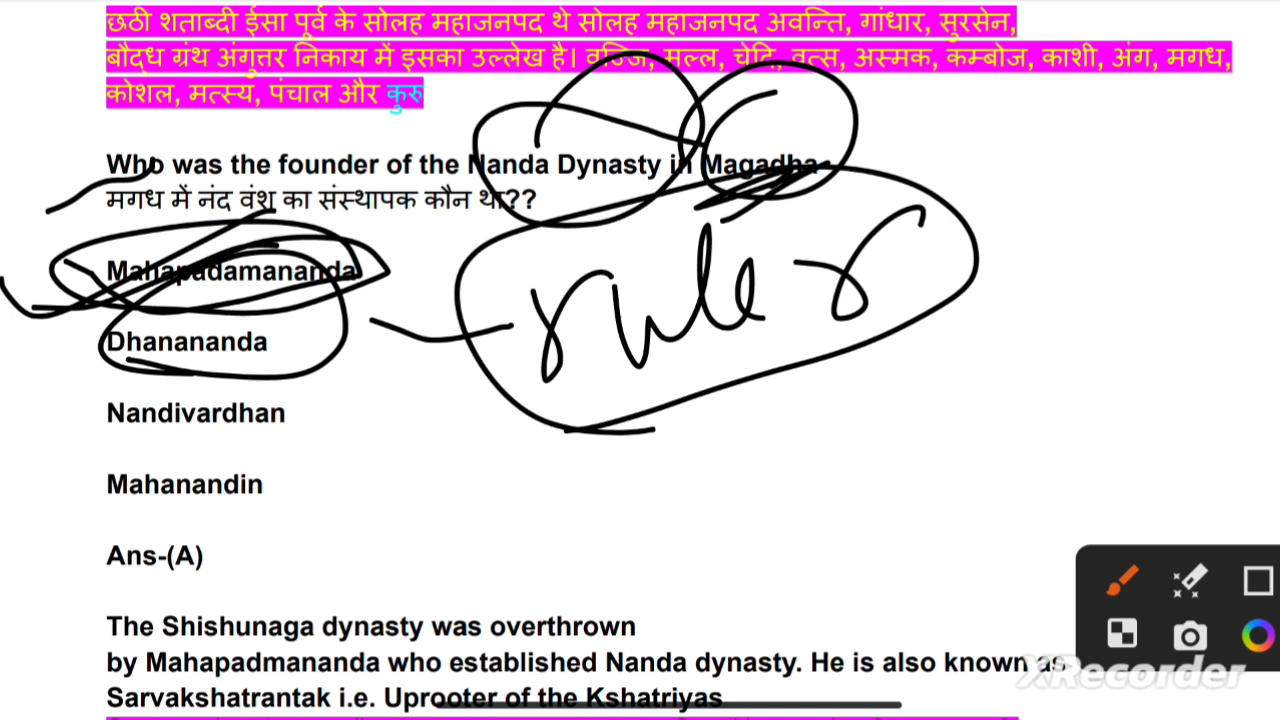 छठी शताब्दी ईसा पूर्व के सोलह महाजनपद थे सोलह महाजनपद अवन्ति, गांधार, सुरसेन,
बौद्ध ग्रंथ अंगुत्तर निकाय में इसका उल्लेख है। वज्जि, मल्ल, चेदि, वत्स, अस्मक, कम्बोज, काशी, अंग, मगध,
कोशल, मत्स्य, पंचाल और कुरु
Who was the founder of the Nanda Dynasty in Magadha
मगध में नंद वंश का संस्थापक कौन था??
Mahapadamananda
Dhanananda
rule
Nandivardhan
Mahanandin
Ans-(A)
The Shishunaga dynasty was overthrown
by Mahapadmananda who established Nanda dynasty. He is also known as
Sarvakshatrantak i.e. Uprooter of the Kshatriyas
XRecorder